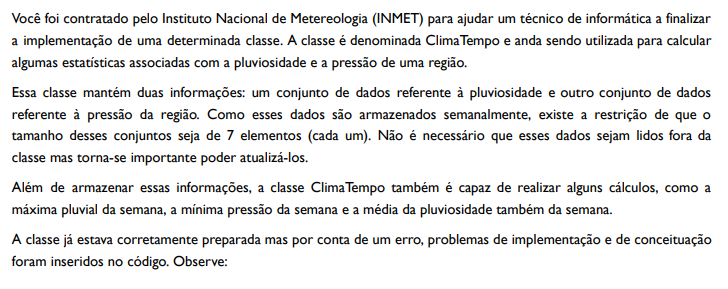 Você foi contratado pelo Instituto Nacional de Metereologia (INMET) para ajudar um técnico de informática a finalizar
a implementação de uma determinada classe. A classe é denominada ClimaTempo e anda sendo utilizada para calcular
algumas estatísticas associadas com a pluviosidade e a pressão de uma região.
Essa classe mantém duas informações: um conjunto de dados referente à pluviosidade e outro conjunto de dados
referente à pressão da região. Como esses dados são armazenados semanalmente, existe a restrição de que o
tamanho desses conjuntos seja de 7 elementos (cada um). Não é necessário que esses dados sejam lidos fora da
classe mas torna-se importante poder atualizá-los.
Além de armazenar essas informações, a classe ClimaTempo também é capaz de realizar alguns cálculos, como a
máxima pluvial da semana, a mínima pressão da semana e a média da pluviosidade também da semana.
A classe já estava corretamente preparada mas por conta de um erro, problemas de implementação e de conceituação
foram inseridos no código. Observe: